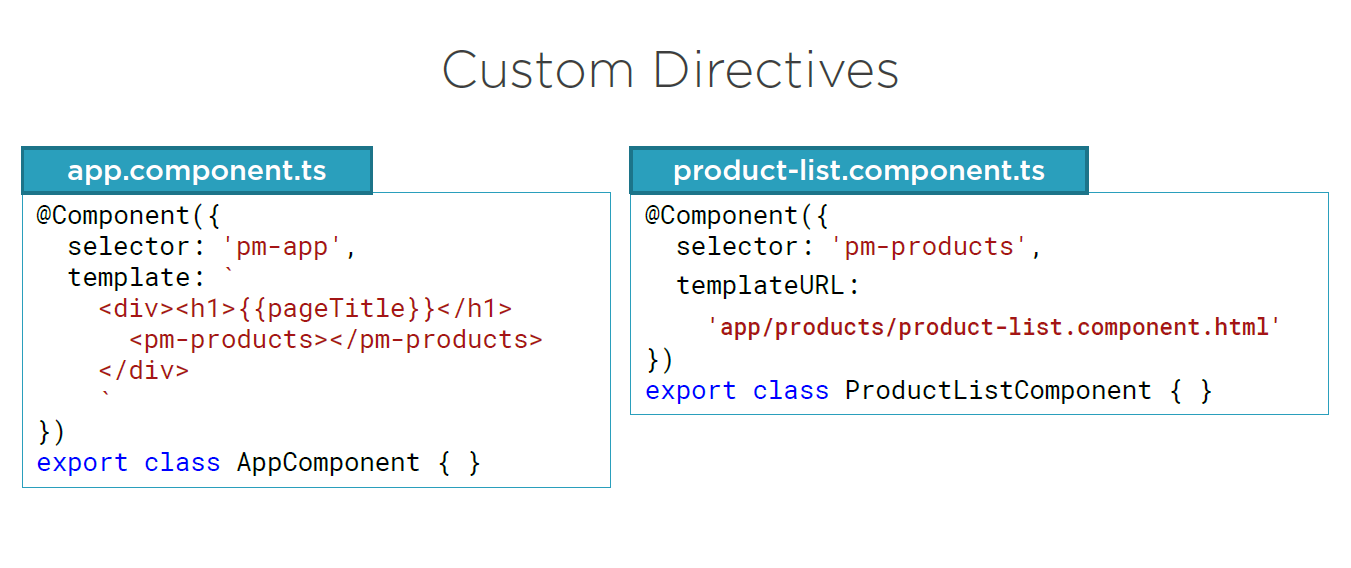 Custom Directives
app.component.ts
@Component({
  selector: 'pm-app',
  template: `
    <div><h1>{{pageTitle}}</h1>
      <pm-products></pm-products>
    </div>
    `
})
export class AppComponent { }
product-list.component.ts
@Component({
  selector: 'pm-products',
  templateURL:
    'app/products/product-list.component.html'
})
export class ProductListComponent { }